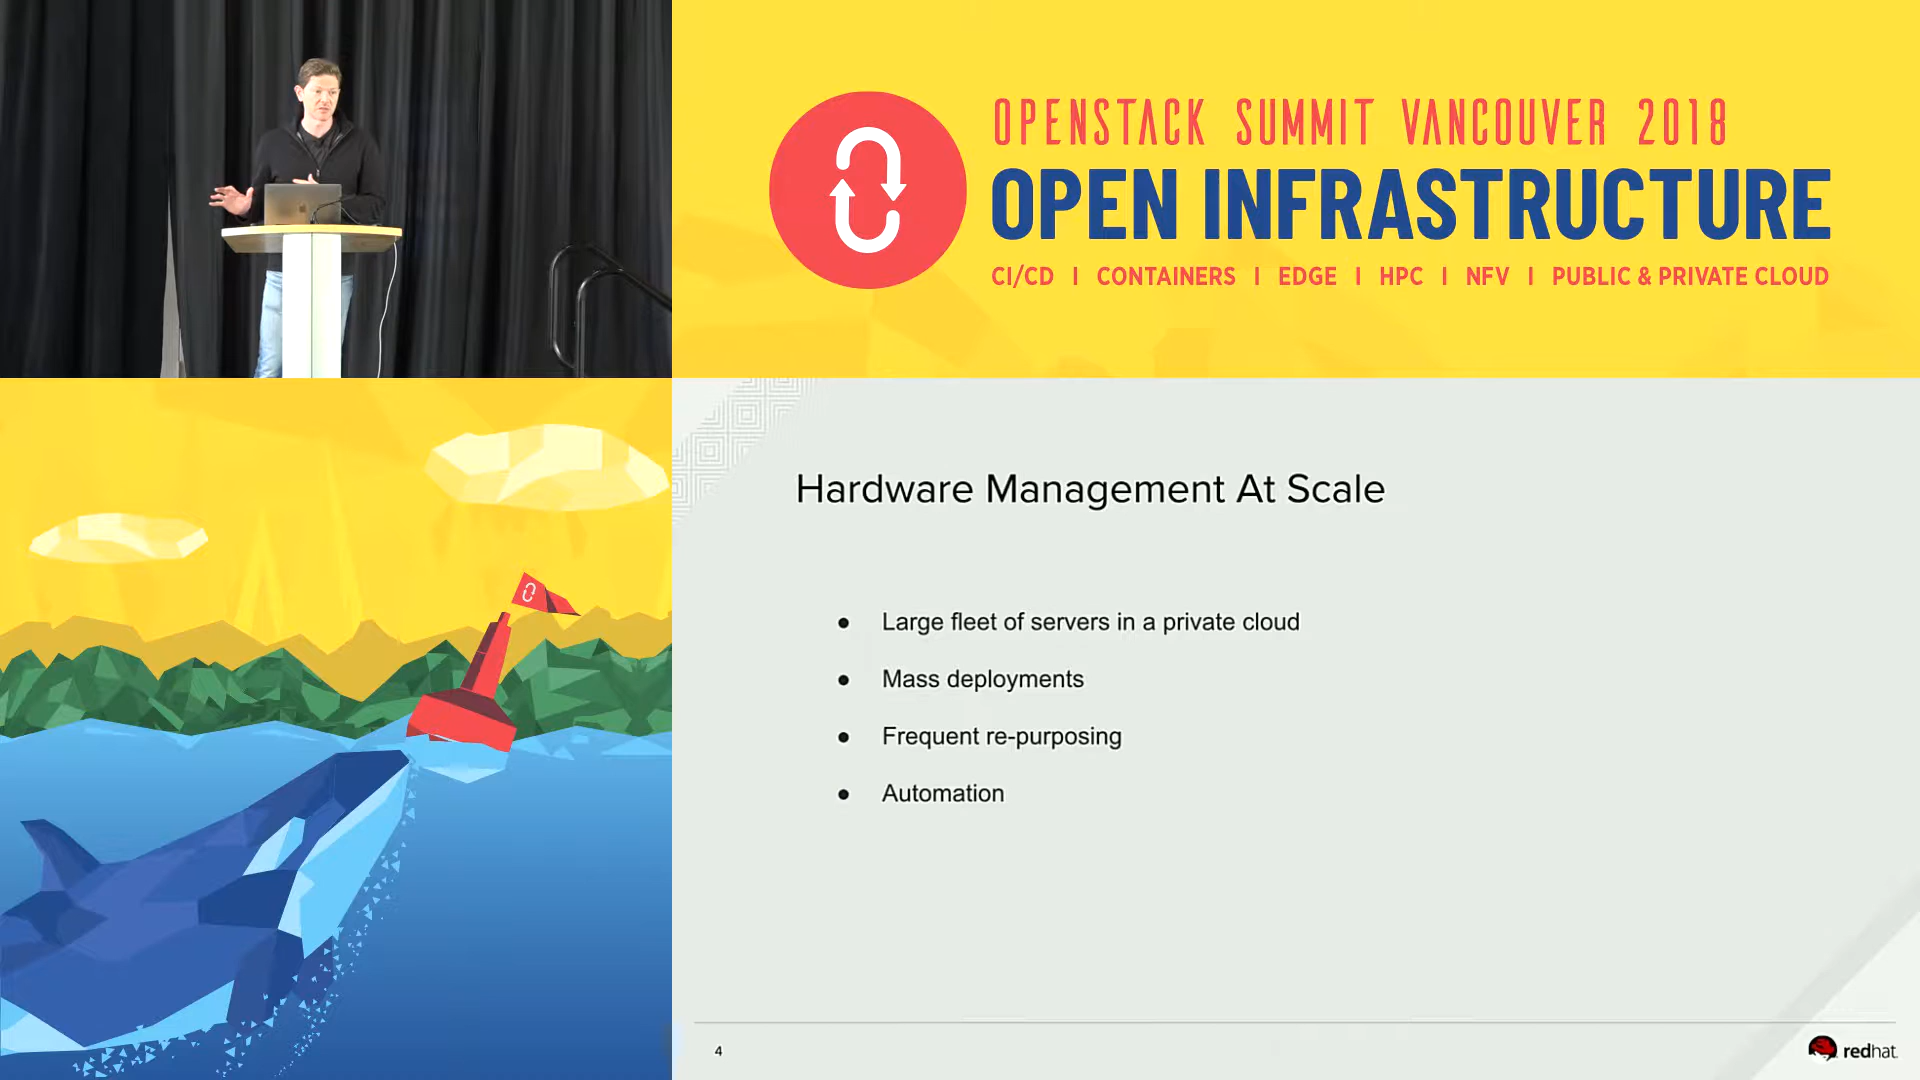 OPENSTACK SUMMIT VANCOUVER 2018
OPEN INFRASTRUCTURE
CI/CD | CONTAINERS | EDGE | HPC | NFV | PUBLIC & PRIVATE CLOUD
Hardware Management At Scale
● Large fleet of servers in a private cloud
● Mass deployments
● Frequent re-purposing
● Automation
4
redhat.